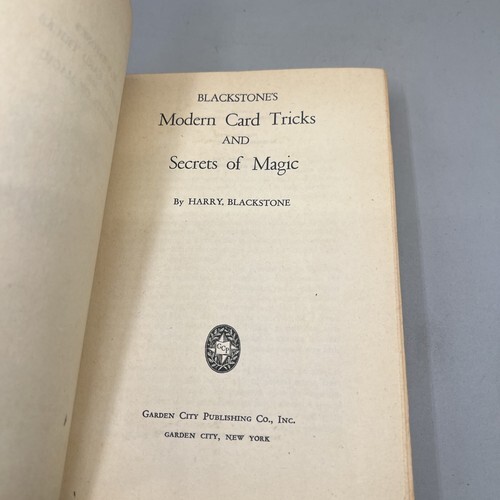 BLACKSTONE'S
Modern Card Tricks
AND
Secrets of Magic
By HARRY, BLACKSTONE
GCP
GARDEN CITY PUBLISHING CO., INC.
GARDEN CITY, NEW YORK